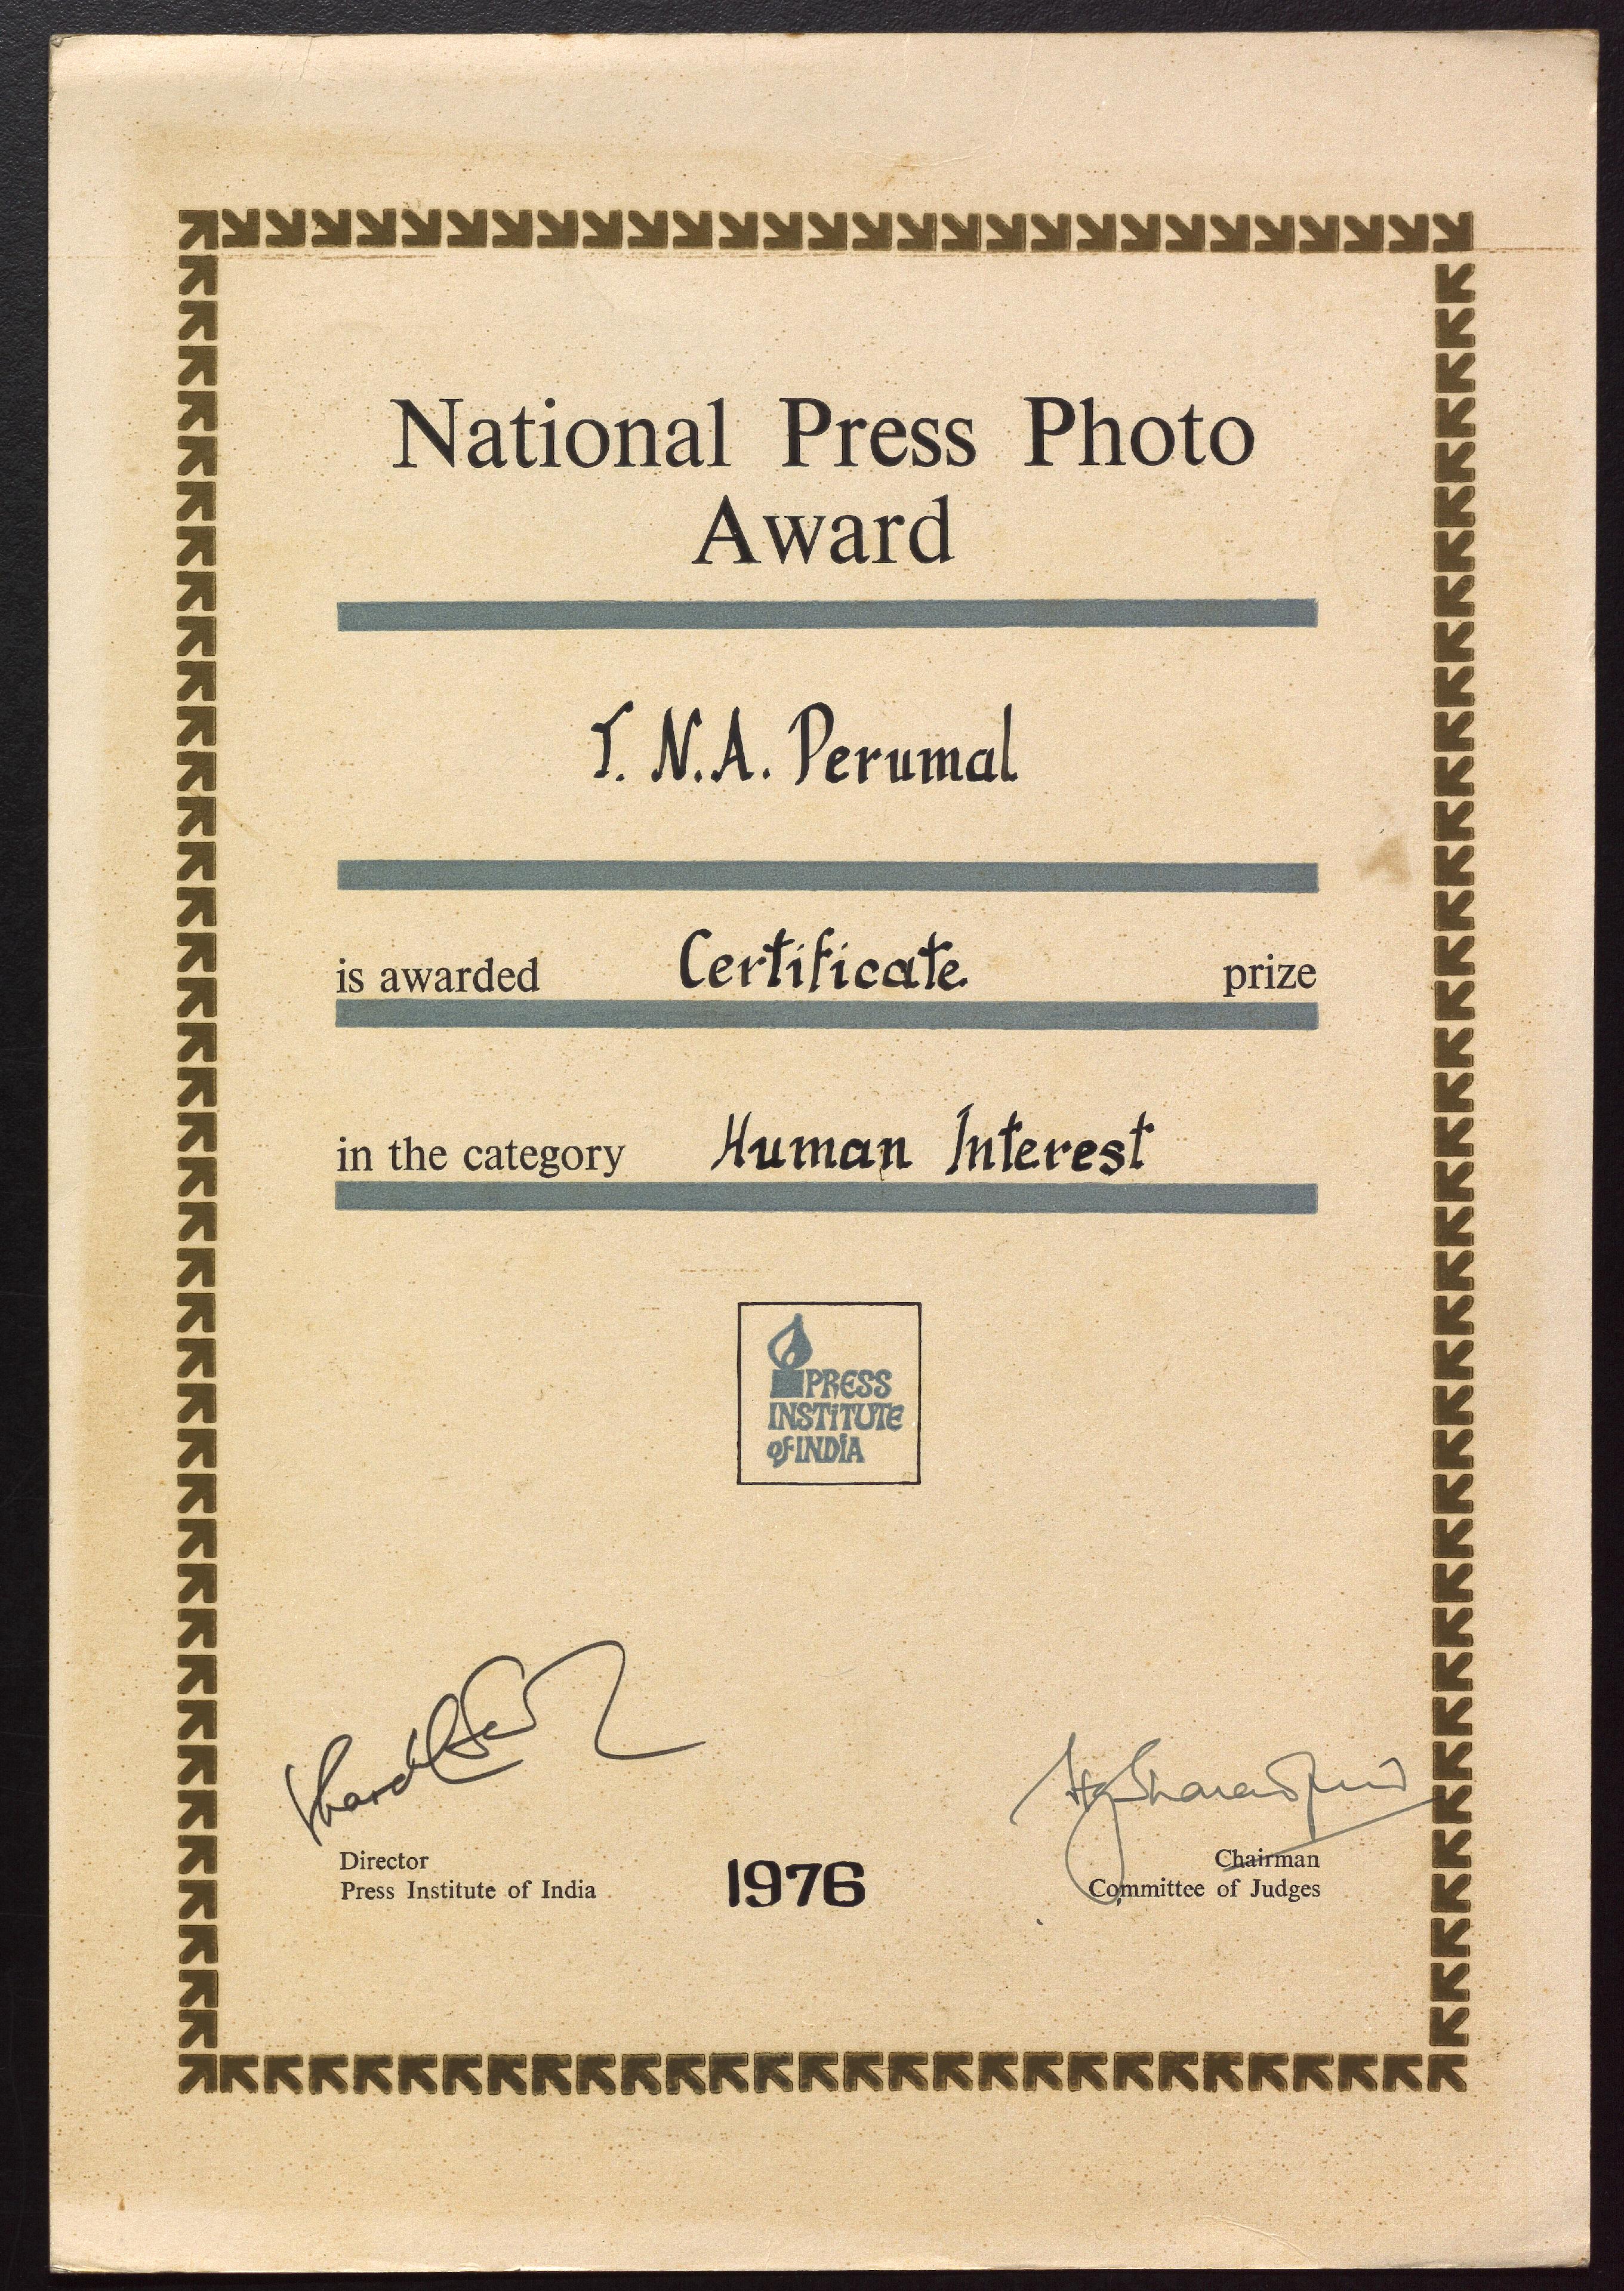 National Press Photo
Award
T. N.A. Perumal
is awarded Certificate prize
in the category Human Interest
PRESS
INSTITUTE
of INDIA
Director
Press Institute of India
1976
Chairman
Committee of Judges